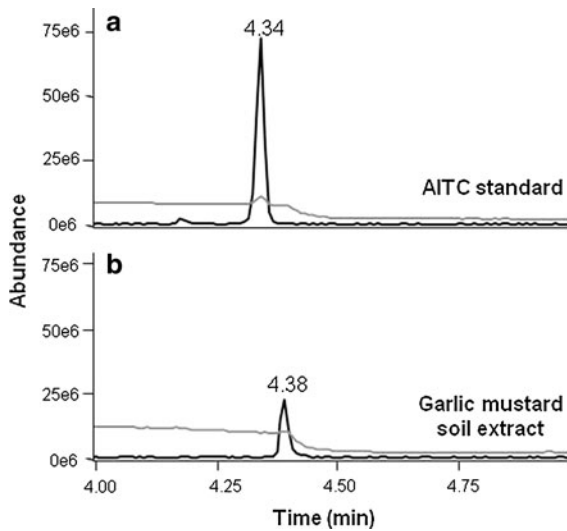 a
4.34
75e6
50e6
25e6
0e6
AITC standard
Abundance
b
4.38
75e6
50e6
25e6
0e6
Garlic mustard
soil extract
4.00
4.25
4.50
4.75
Time (min)